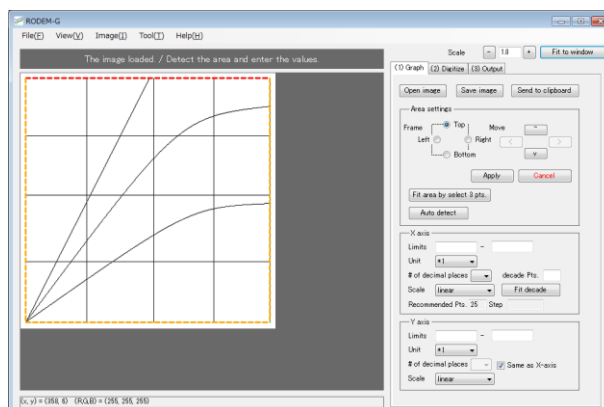 RODEM-G
File(F) View(V) Image(I) Tool(T) Help(H)
The image loaded. / Detect the area and enter the values.
Scale - 1.8 + Fit to window
(1) Graph (2) Digitize (3) Output
Open image Save image Send to clipboard
Area settings
Frame Top Move ^
Left Right < >
Bottom v
Apply Cancel
Fit area by select 3 pts.
Auto detect
X axis
Limits -
Unit *1
# of decimal places decade Pts.
Scale linear Fit decade
Recommended Pts. 25 Step
Y axis
Limits -
Unit *1
# of decimal places Same as X-axis
Scale linear
(x, y) = (358, 6) (R,G,B) = (255, 255, 255)